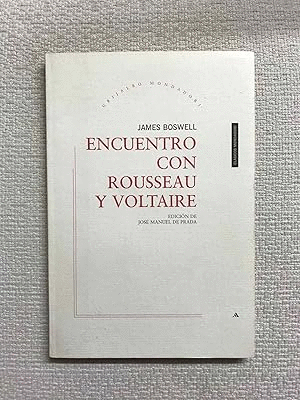 GRIJALBO MONDADORI
JAMES BOSWELL
ENCUENTRO
CON
ROUSSEAU
Y VOLTAIRE
EDICIÓN DE
JOSÉ MANUEL DE PRADA